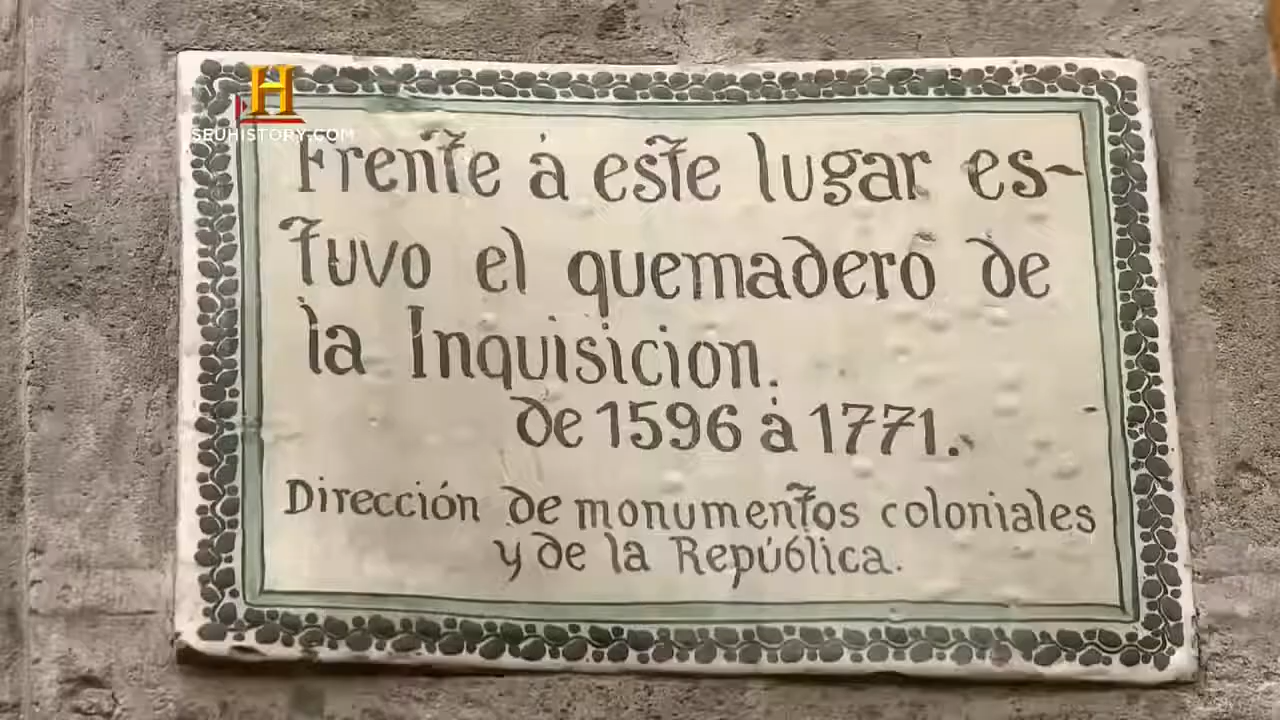 H
SEUHISTORY.COM
Frente á este lugar es-
tuvo el quemadero de
la Inquisicion.
de 1596 á 1771.
Dirección de monumentos coloniales
y de la República.